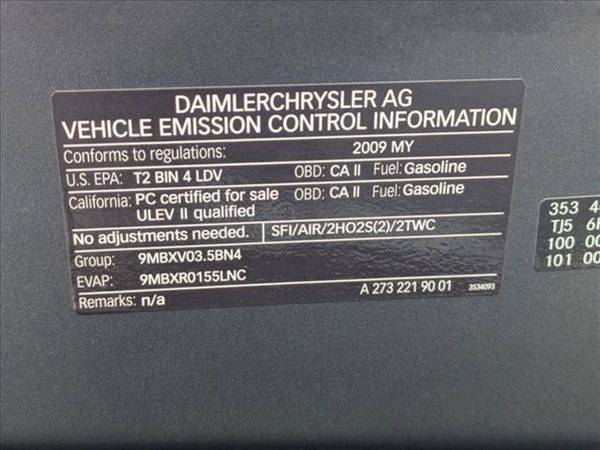 DAIMLERCHRYSLER AG
VEHICLE EMISSION CONTROL INFORMATION
Conforms to regulations: 2009 MY
U.S. EPA: T2 BIN 4 LDV OBD: CA II Fuel: Gasoline
California: PC certified for sale OBD: CA II Fuel: Gasoline
ULEV II qualified
No adjustments needed. SFI/AIR/2HO2S(2)/2TWC
Group: 9MBXV03.5BN4
EVAP: 9MBXR0155LNC
Remarks: n/a A 273 221 90 01 3534093
353 4
TJ5
100 00
101 00